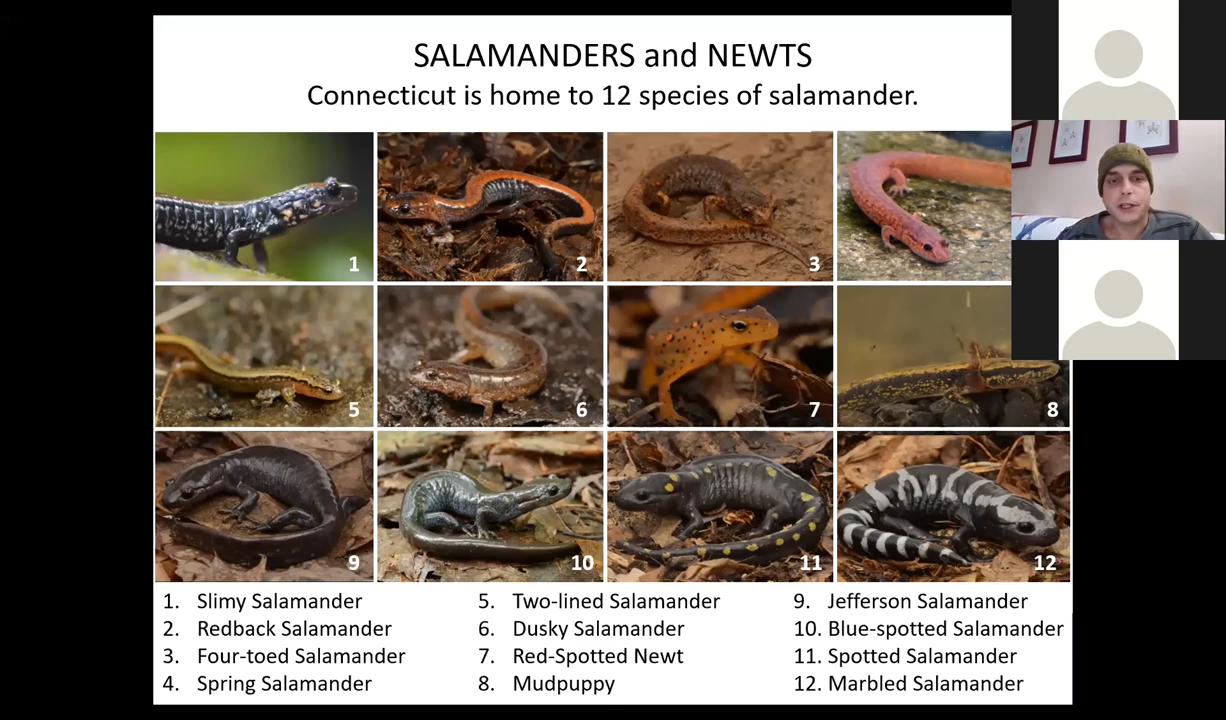 SALAMANDERS and NEWTS
Connecticut is home to 12 species of salamander.
1
2
3
5
6
7
8
9
10
11
12
1. Slimy Salamander
2. Redback Salamander
3. Four-toed Salamander
4. Spring Salamander
5. Two-lined Salamander
6. Dusky Salamander
7. Red-Spotted Newt
8. Mudpuppy
9. Jefferson Salamander
10. Blue-spotted Salamander
11. Spotted Salamander
12. Marbled Salamander